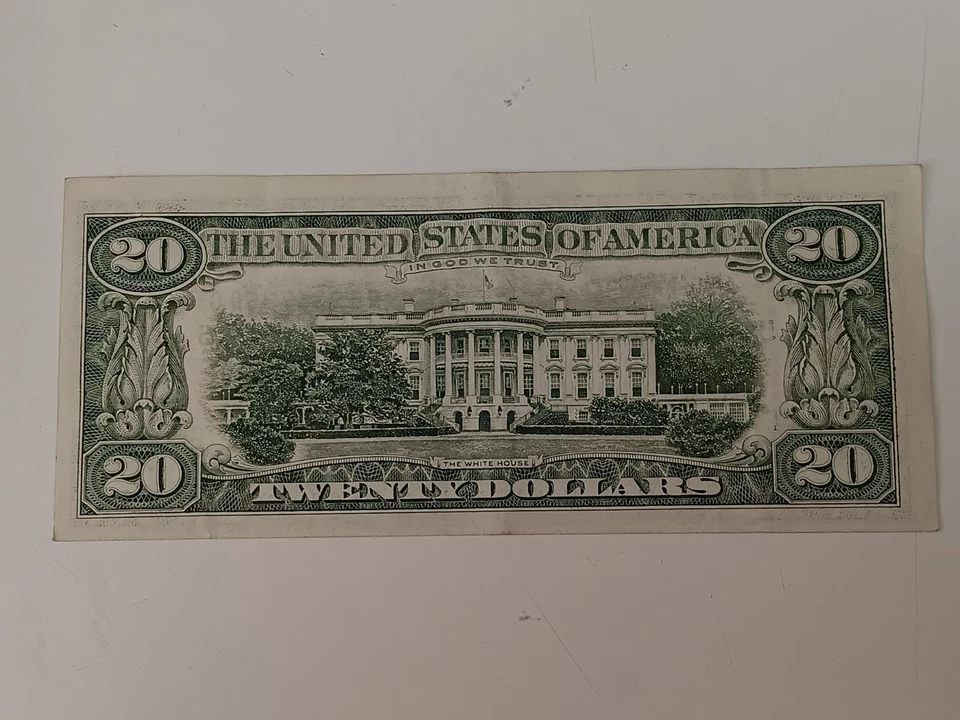 20 THE UNITED STATES OF AMERICA 20
IN GOD WE TRUST
THE WHITE HOUSE
20 TWENTY DOLLARS 20